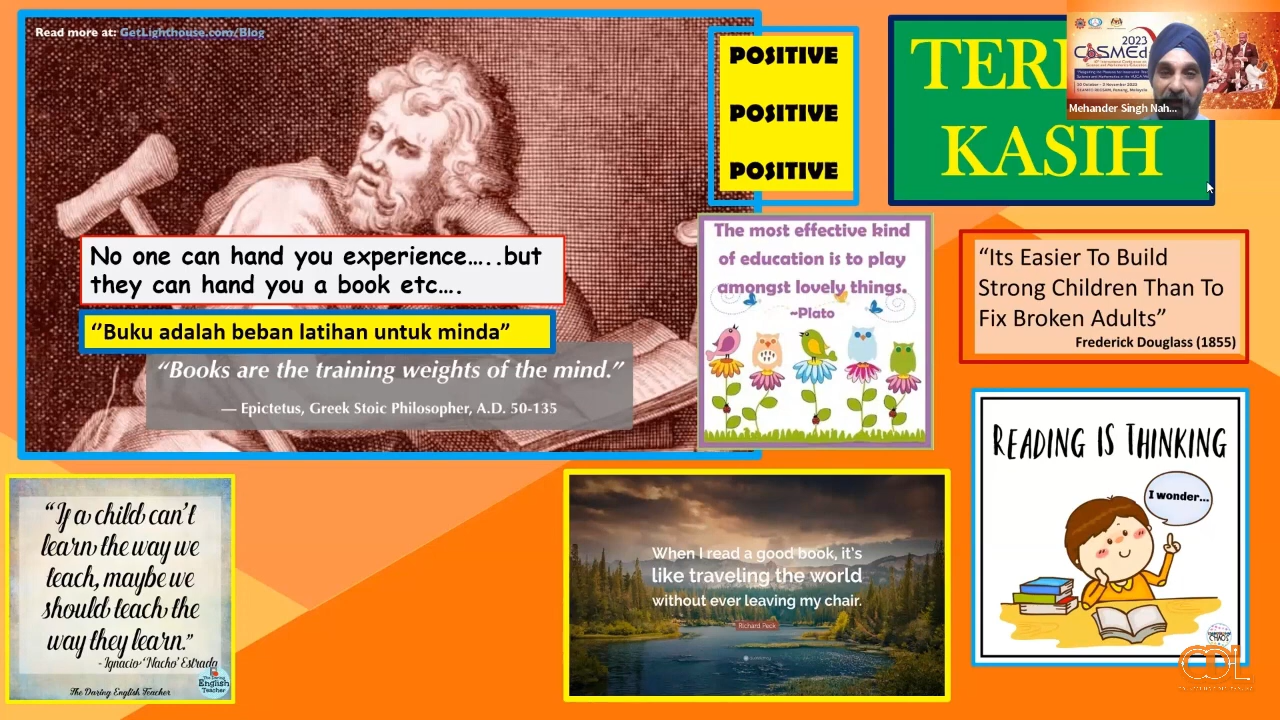 Read more at: GetLighthouse.com/Blog
No one can hand you experience…..but
they can hand you a book etc….
“Buku adalah beban latihan untuk minda”
“Books are the training weights of the mind.”
— Epictetus, Greek Stoic Philosopher, A.D. 50-135
POSITIVE
POSITIVE
POSITIVE
KASIH
2023
Mehander Singh Nah...
The most effective kind
of education is to play
amongst lovely things.
~Plato
“Its Easier To Build
Strong Children Than To
Fix Broken Adults”
Frederick Douglass (1855)
READING IS THINKING
I wonder...
“If a child can't
learn the way we
teach, maybe we
should teach the
way they learn.”
- Ignacio ‘Nacho’ Estrada
The Daring English Teacher
The Daring
English
Teacher
When I read a good book, it's
like traveling the world
without ever leaving my chair.
Richard Peck